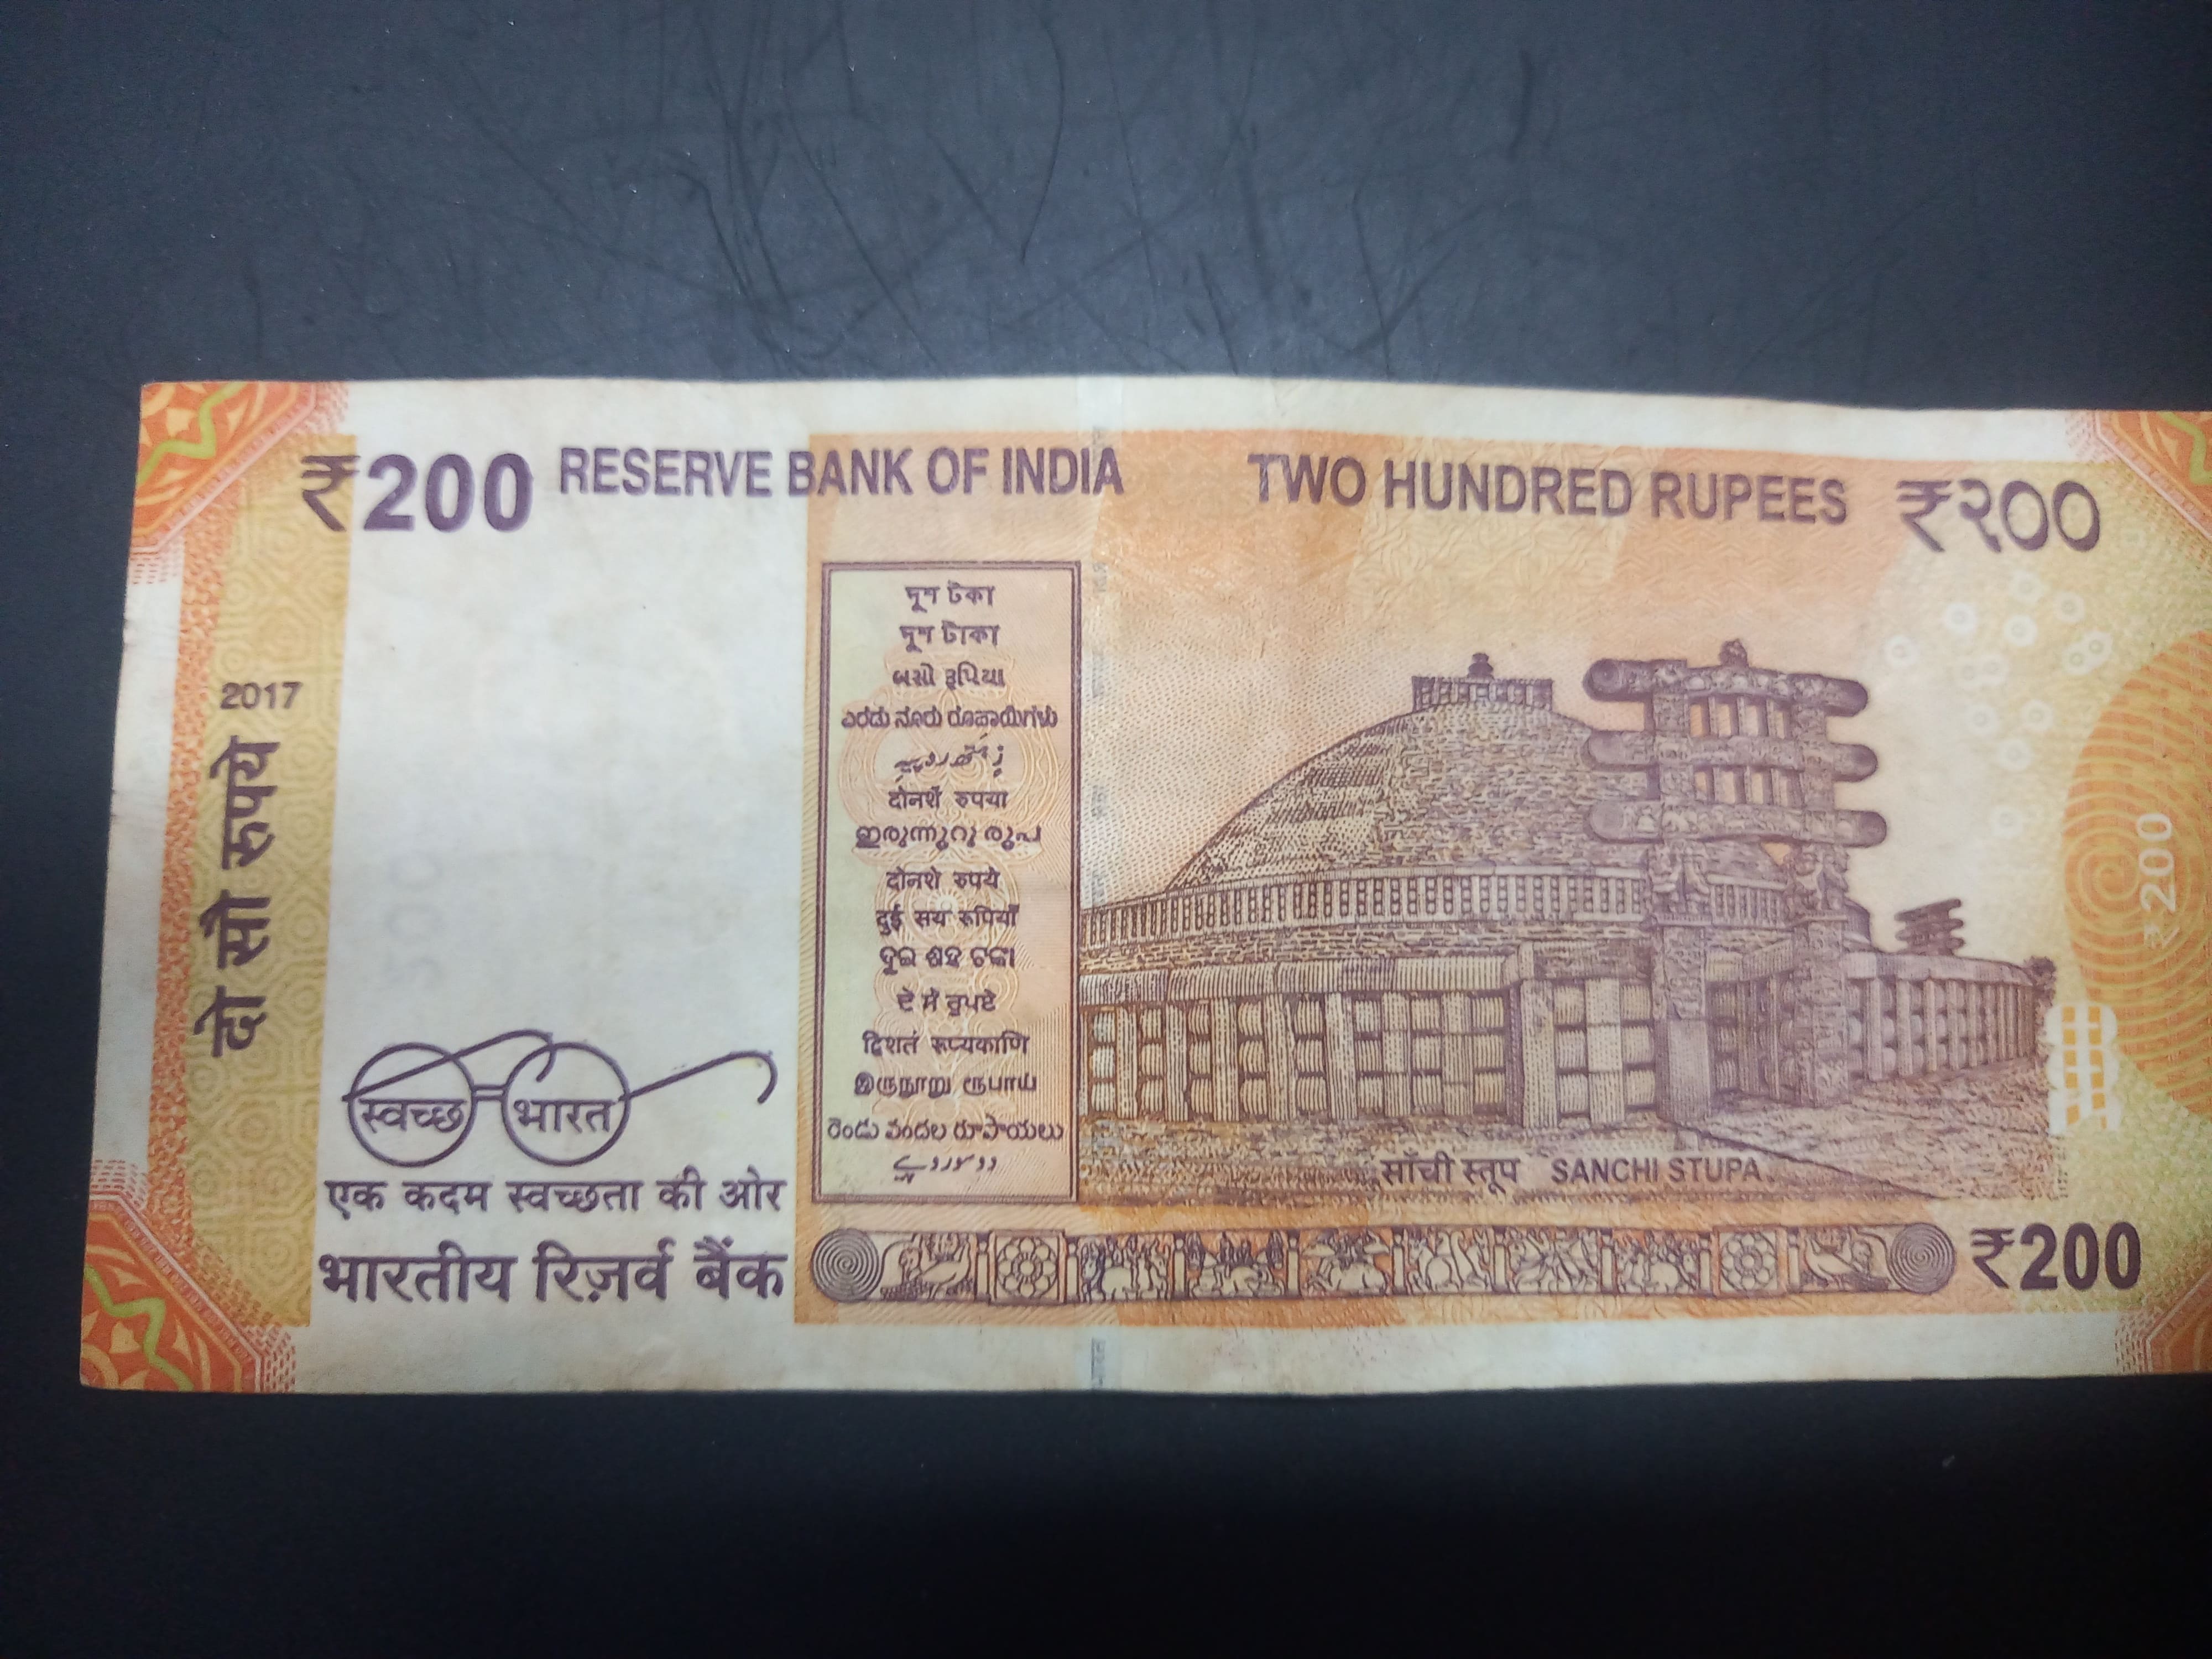 ₹200 RESERVE BANK OF INDIA TWO HUNDRED RUPEES ₹२००
2017
दो सौ रुपये
দুশ টকা
দুশ টাকা
બસો રૂપિયા
ಎರಡು ನೂರು ರೂಪಾಯಿಗಳು
दोनशें रुपया
ഇരുന്നൂറു രൂപ
दोनशे रुपये
दुई सय रूपियाँ
ଦୁଇ ଶହ ଟଙ୍କା
ਦੋ ਸੌ ਰੁਪਏ
द्विशतं रूप्यकाणि
இருநூறு ரூபாய்
రెండు వందల రూపాయలు
स्वच्छ भारत
एक कदम स्वच्छता की ओर
भारतीय रिज़र्व बैंक
साँची स्तूप SANCHI STUPA
₹200
₹200